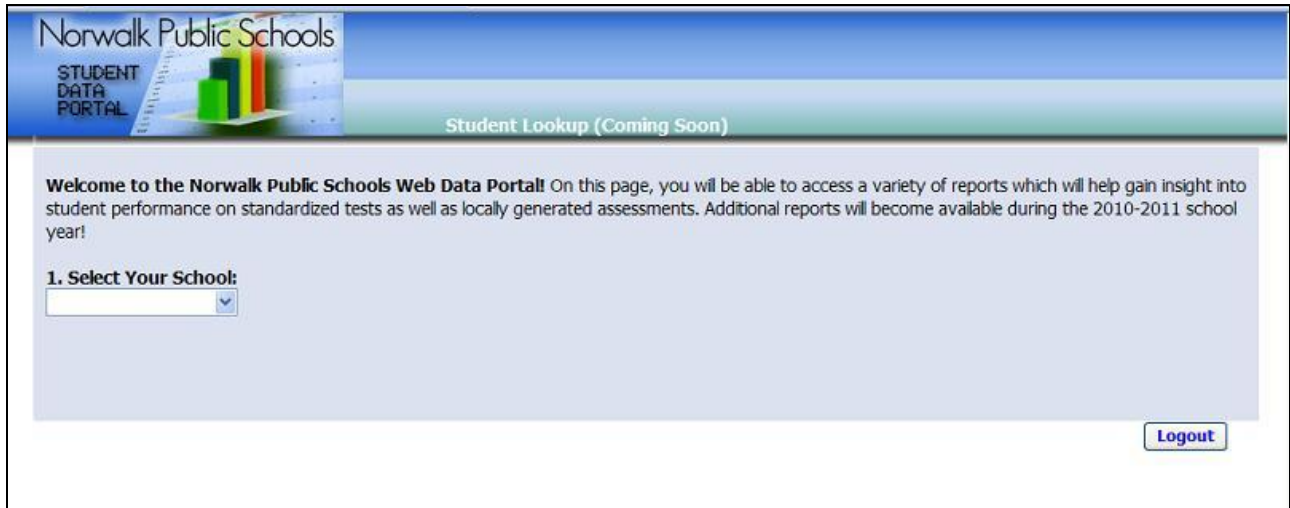 Norwalk Public Schools
STUDENT
DATA
PORTAL
Student Lookup (Coming Soon)
Welcome to the Norwalk Public Schools Web Data Portal! On this page, you will be able to access a variety of reports which will help gain insight into
student performance on standardized tests as well as locally generated assessments. Additional reports will become available during the 2010-2011 school
year!
1. Select Your School:
Logout